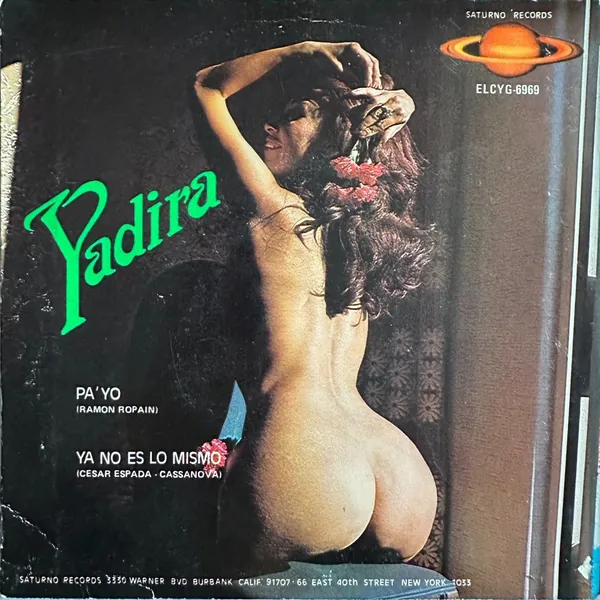 SATURNO RECORDS
ELCYG-6969
Yadira
PA'YO
(RAMON ROPAIN)
YA NO ES LO MISMO
(CESAR ESPADA - CASSANOVA)
SATURNO RECORDS 3330 WARNER BVD BURBANK CALIF. 91707 · 66 EAST 40th STREET NEW YORK 1033